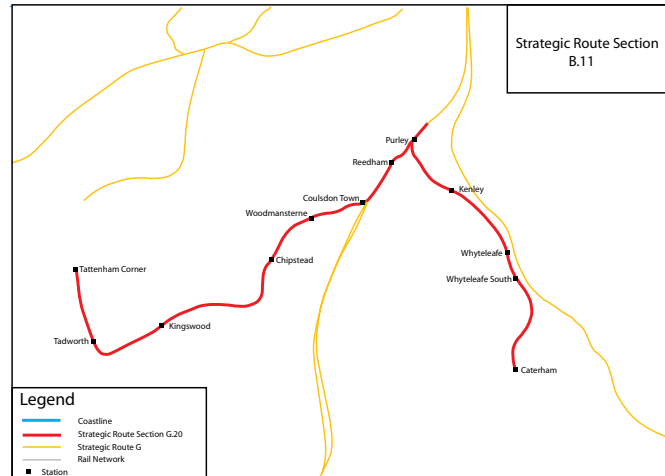 Strategic Route Section
B.11
Purley
Reedham
Kenley
Coulsdon Town
Woodmansterne
Whyteleafe
Chipstead
Tattenham Corner
Whyteleafe South
Kingswood
Tadworth
Caterham
Legend
Coastline
Strategic Route Section G.20
Strategic Route G
Rail Network
Station